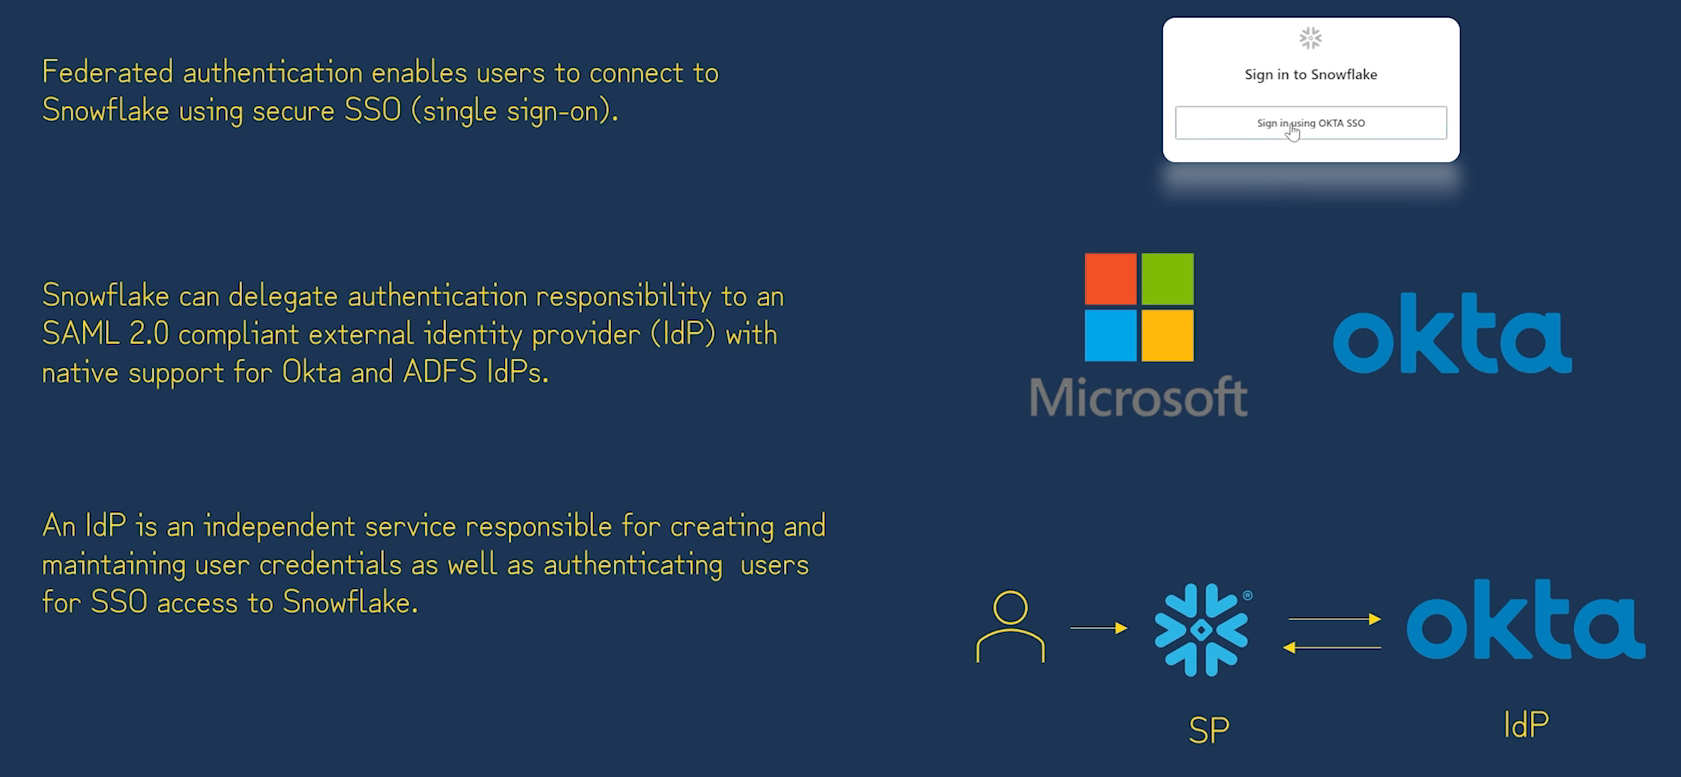 Federated authentication enables users to connect to
Snowflake using secure SSO (single sign-on).
Sign in to Snowflake
Sign in using OKTA SSO
Snowflake can delegate authentication responsibility to an
SAML 2.0 compliant external identity provider (IdP) with
native support for Okta and ADFS IdPs.
Microsoft
okta
An IdP is an independent service responsible for creating and
maintaining user credentials as well as authenticating  users
for SSO access to Snowflake.
®
okta
SP
IdP